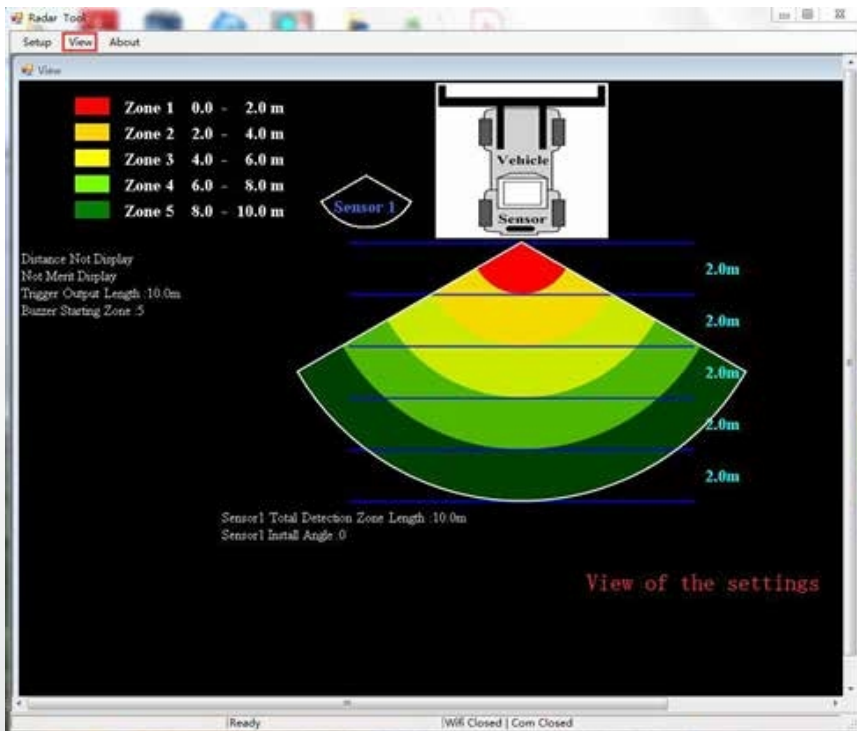 Radar Tool
Setup View About
View
Zone 1 0.0 - 2.0 m
Zone 2 2.0 - 4.0 m
Zone 3 4.0 - 6.0 m
Zone 4 6.0 - 8.0 m
Zone 5 8.0 - 10.0 m
Sensor 1
Vehicle
Sensor
Distance Not Display
Not Merit Display
Trigger Output Length :10.0m
Buzzer Starting Zone :5
2.0m
2.0m
2.0m
2.0m
2.0m
Sensor1 Total Detection Zone Length :10.0m
Sensor1 Install Angle :0
View of the settings
Ready
Wifi Closed | Com Closed